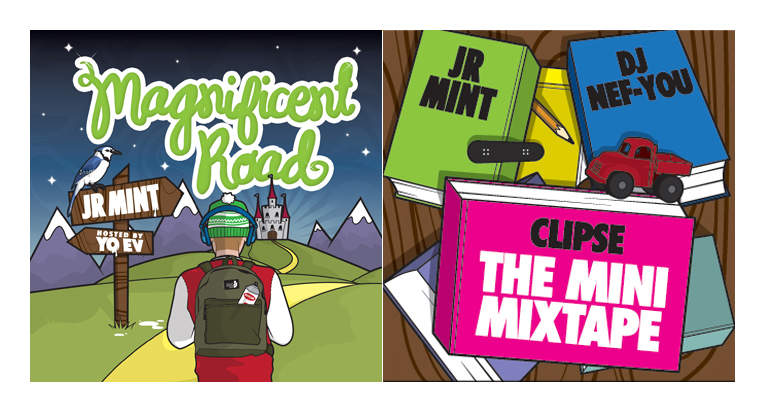 Magnificent
Road
JR MINT
HOSTED BY
YO EV
JR
MINT
DJ
NEF-YOU
CLIPSE
THE MINI
MIXTAPE